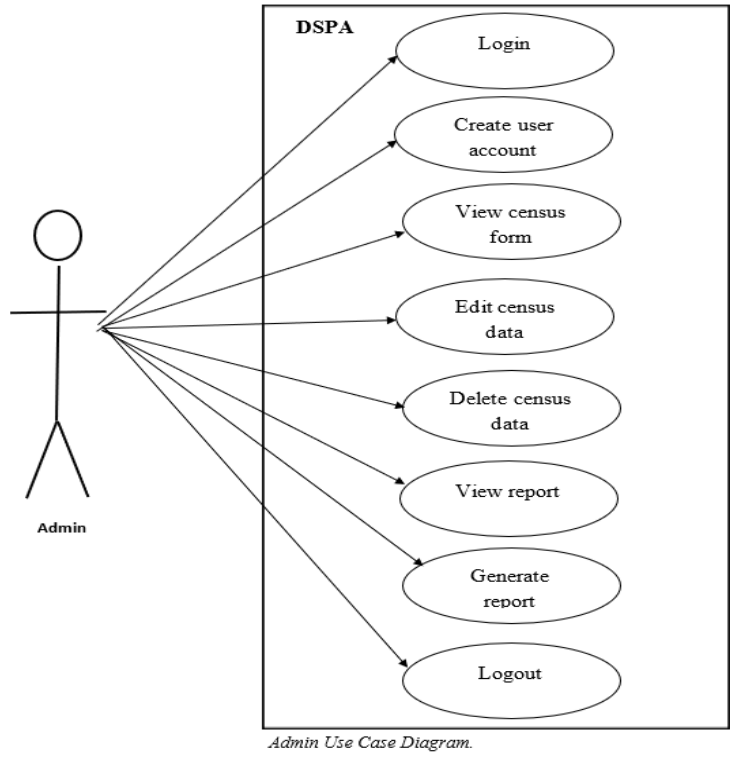 DSPA
Login
Create user
account
View census
form
Edit census
data
Delete census
data
View report
Generate
report
Logout
Admin
Admin Use Case Diagram.